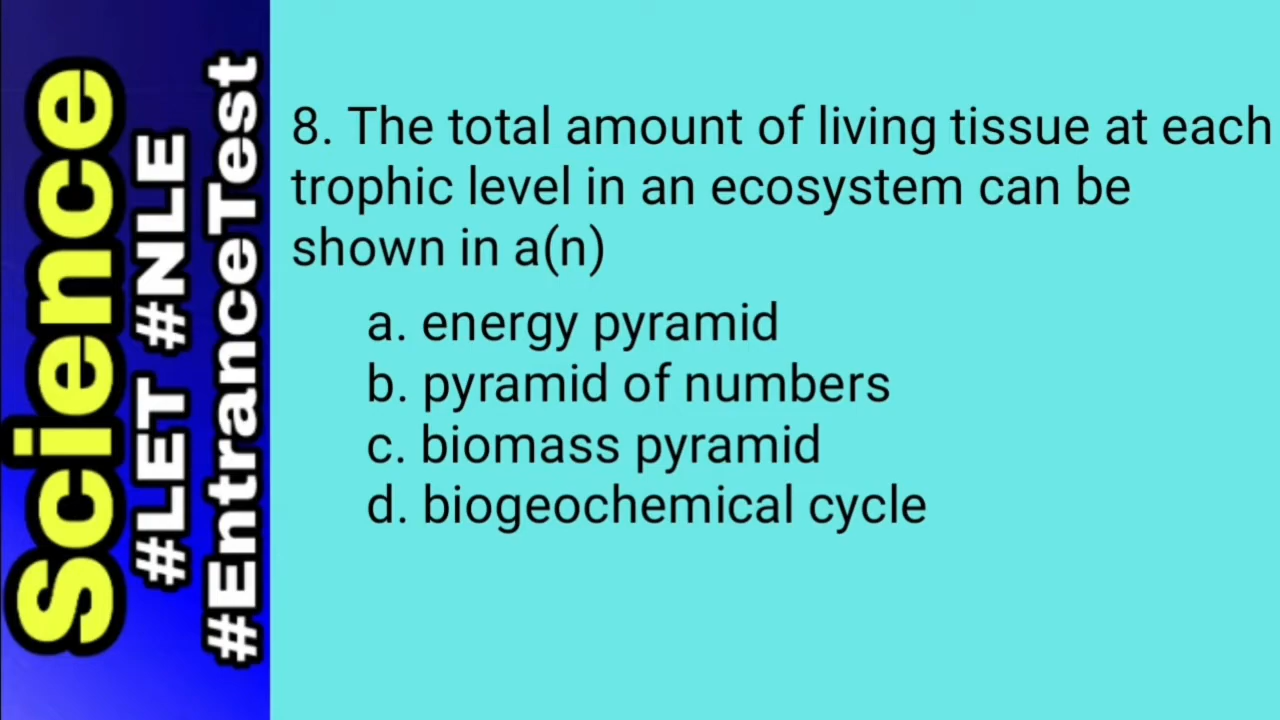 Science
#LET #NLE
#EntranceTest
8. The total amount of living tissue at each
trophic level in an ecosystem can be
shown in a(n)
a. energy pyramid
b. pyramid of numbers
c. biomass pyramid
d. biogeochemical cycle